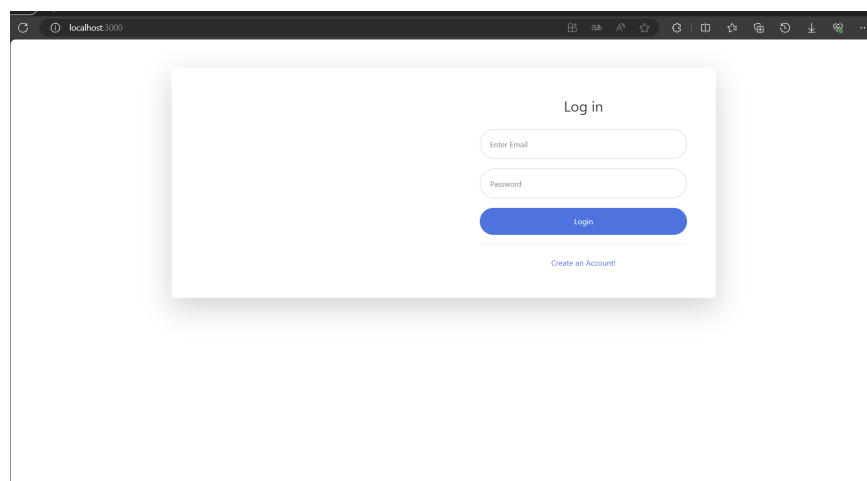 localhost:3000
Log in
Enter Email
Password
Login
Create an Account!